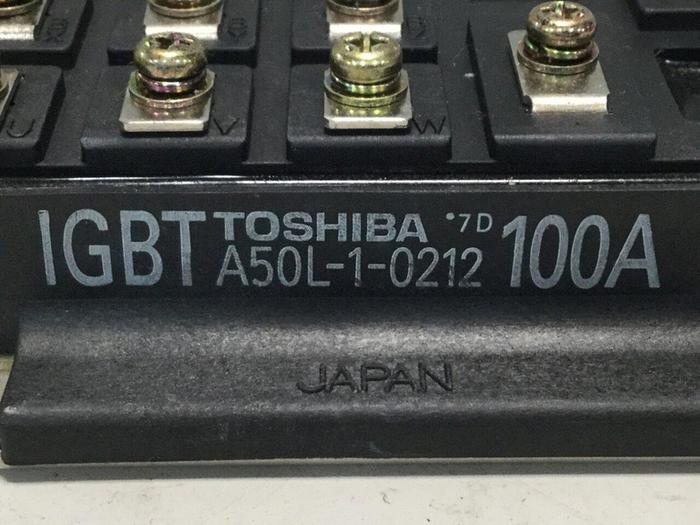 U V W
IGBT TOSHIBA •7D 100A
A50L-1-0212
JAPAN